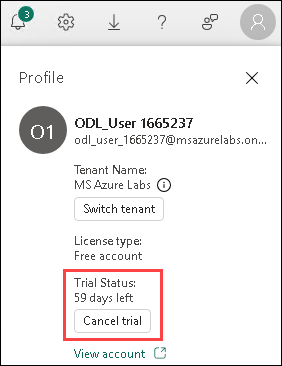 3
?
Profile
O1
ODL_User 1665237
odl_user_1665237@msazurelabs.on...
Tenant Name:
MS Azure Labs
Switch tenant
License type:
Free account
Trial Status:
59 days left
Cancel trial
View account